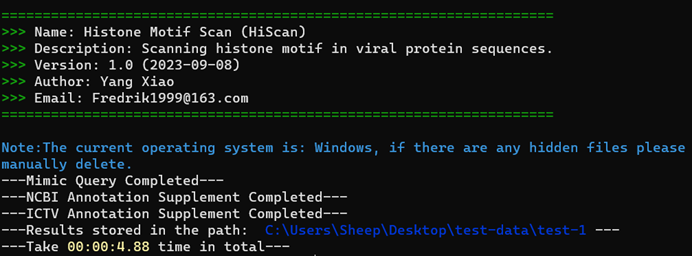 ====================================================================
>>> Name: Histone Motif Scan (HiScan)
>>> Description: Scanning histone motif in viral protein sequences.
>>> Version: 1.0 (2023-09-08)
>>> Author: Yang Xiao
>>> Email: Fredrik1999@163.com
====================================================================
Note:The current operating system is: Windows, if there are any hidden files please
manually delete.
---Mimic Query Completed---
---NCBI Annotation Supplement Completed---
---ICTV Annotation Supplement Completed---
---Results stored in the path:  C:\Users\Sheep\Desktop\test-data\test-1 ---
---Take 00:00:4.88 time in total---